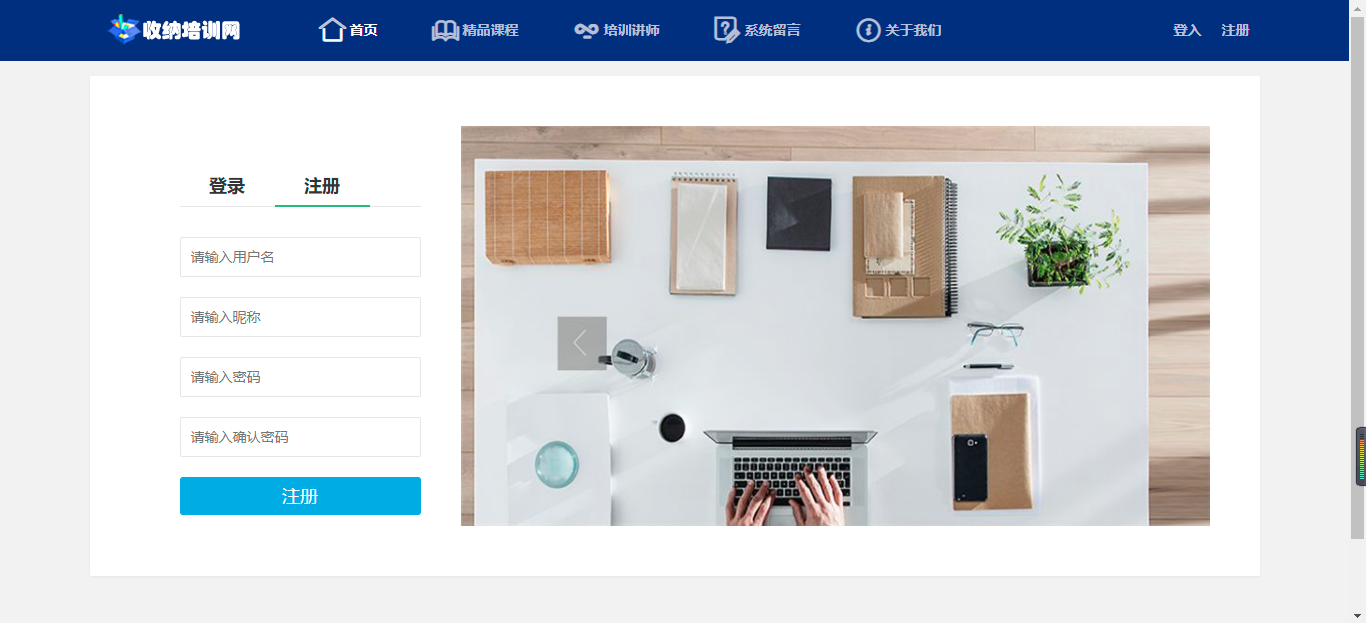 收纳培训网
首页
精品课程
培训讲师
系统留言
关于我们
登入
注册
登录
注册
请输入用户名
请输入昵称
请输入密码
请输入确认密码
注册